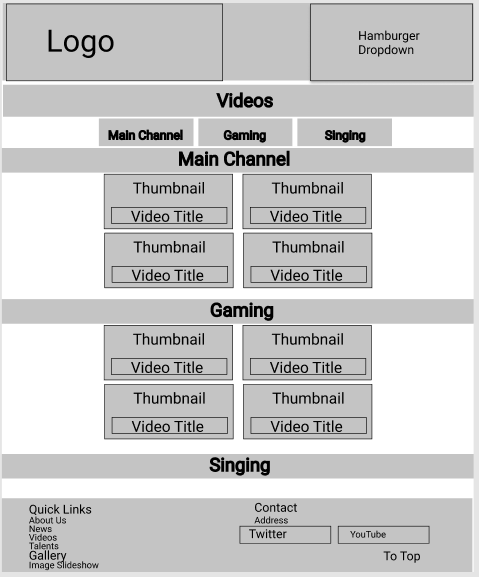 Logo
Hamburger
Dropdown
Videos
Main Channel Gaming Singing
Main Channel
Thumbnail Thumbnail
Video Title Video Title
Thumbnail Thumbnail
Video Title Video Title
Gaming
Thumbnail Thumbnail
Video Title Video Title
Thumbnail Thumbnail
Video Title Video Title
Singing
Quick Links
About Us
News
Videos
Talents
Gallery
Image Slideshow
Contact
Address
Twitter YouTube
To Top